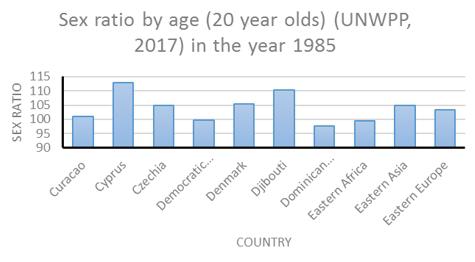 Sex ratio by age (20 year olds) (UNWPP,
2017) in the year 1985
SEX RATIO
115
110
105
100
95
90
Curacao
Cyprus
Czechia
Democratic...
Denmark
Djibouti
Dominican...
Eastern Africa
Eastern Asia
Eastern Europe
COUNTRY